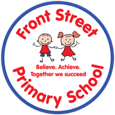 Front Street
Believe. Achieve.
Together we succeed
Primary School